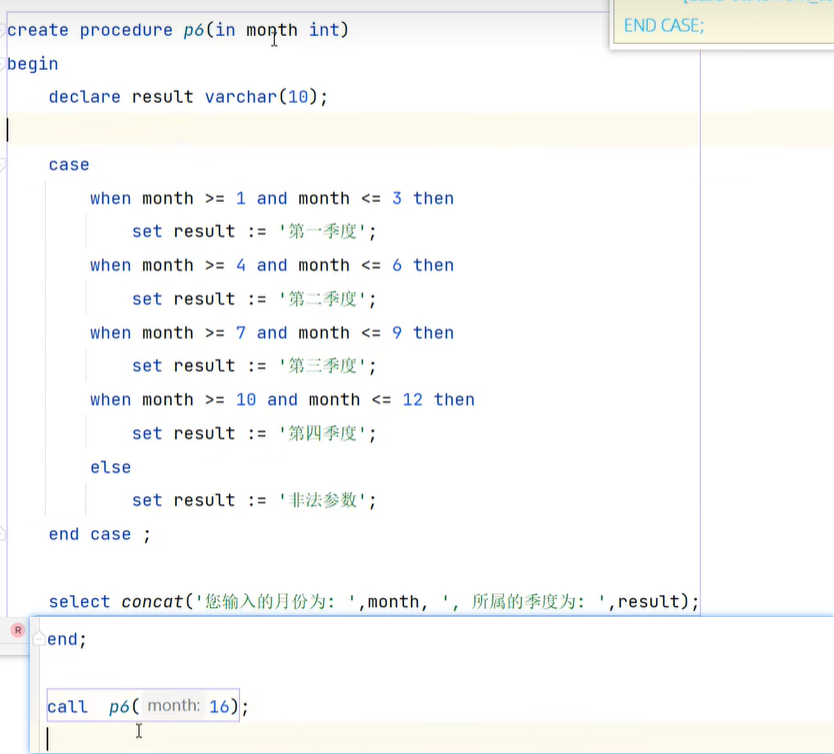 END CASE;
create procedure p6(in month int)
begin
declare result varchar(10);
case
when month >= 1 and month <= 3 then
set result := '第一季度';
when month >= 4 and month <= 6 then
set result := '第二季度';
when month >= 7 and month <= 9 then
set result := '第三季度';
when month >= 10 and month <= 12 then
set result := '第四季度';
else
set result := '非法参数';
end case ;
select concat('您输入的月份为: ',month, ', 所属的季度为: ',result);
R
end;
call p6( month: 16);